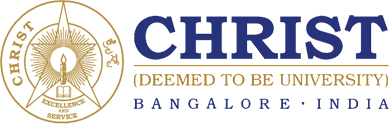 CHRIST
EXCELLENCE
AND
SERVICE
CHRIST
(DEEMED TO BE UNIVERSITY)
BANGALORE · INDIA